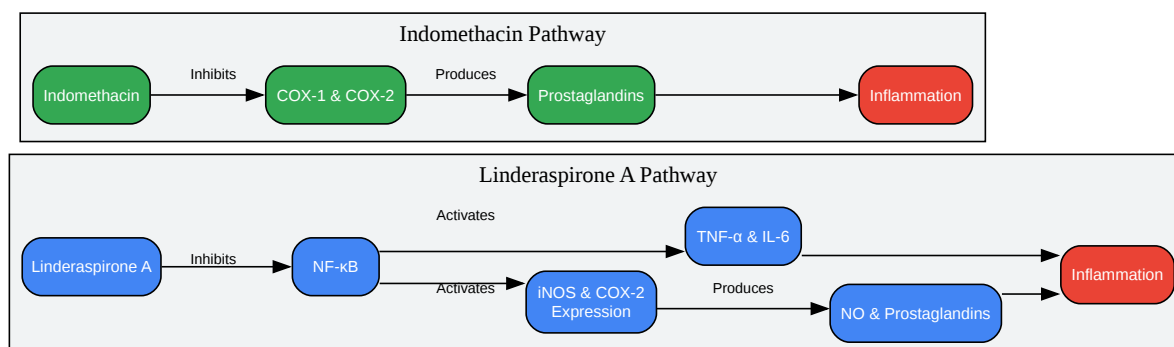 Indomethacin Pathway
Inhibits
Produces
Indomethacin
COX-1 & COX-2
Prostaglandins
Inflammation
Linderaspirone A Pathway
Activates
TNF-α & IL-6
Linderaspirone A
Inhibits
NF-κB
Inflammation
Activates
iNOS & COX-2
Expression
Produces
NO & Prostaglandins